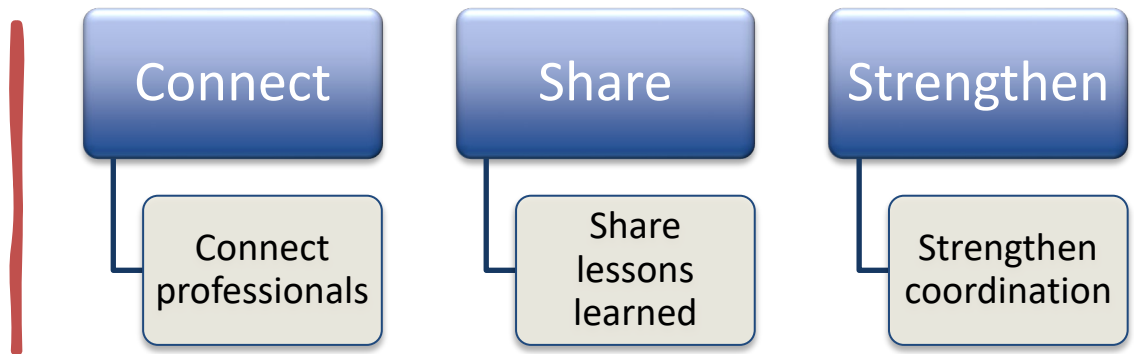 Connect
Connect
professionals
Share
Share
lessons
learned
Strengthen
Strengthen
coordination